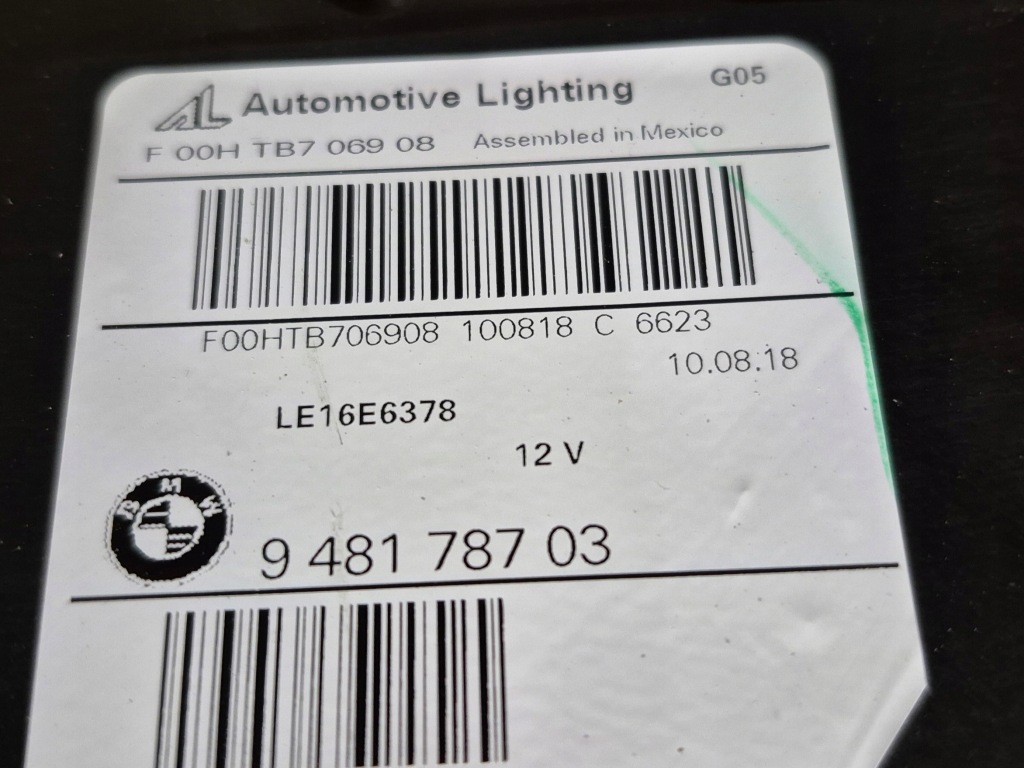 AL Automotive Lighting G05
F 00H TB7 069 08 Assembled in Mexico
F00HTB706908 100818 C 6623
10.08.18
LE16E6378
12 V
BMW
9 481 787 03